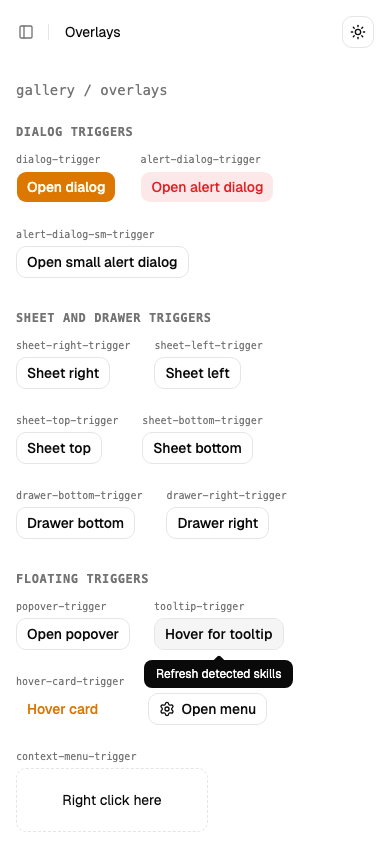 Overlays
gallery / overlays
DIALOG TRIGGERS
dialog-trigger
alert-dialog-trigger
Open dialog
Open alert dialog
alert-dialog-sm-trigger
Open small alert dialog
SHEET AND DRAWER TRIGGERS
sheet-right-trigger
sheet-left-trigger
Sheet right
Sheet left
sheet-top-trigger
sheet-bottom-trigger
Sheet top
Sheet bottom
drawer-bottom-trigger
drawer-right-trigger
Drawer bottom
Drawer right
FLOATING TRIGGERS
popover-trigger
tooltip-trigger
Open popover
Hover for tooltip
Refresh detected skills
hover-card-trigger
Hover card
Open menu
context-menu-trigger
Right click here